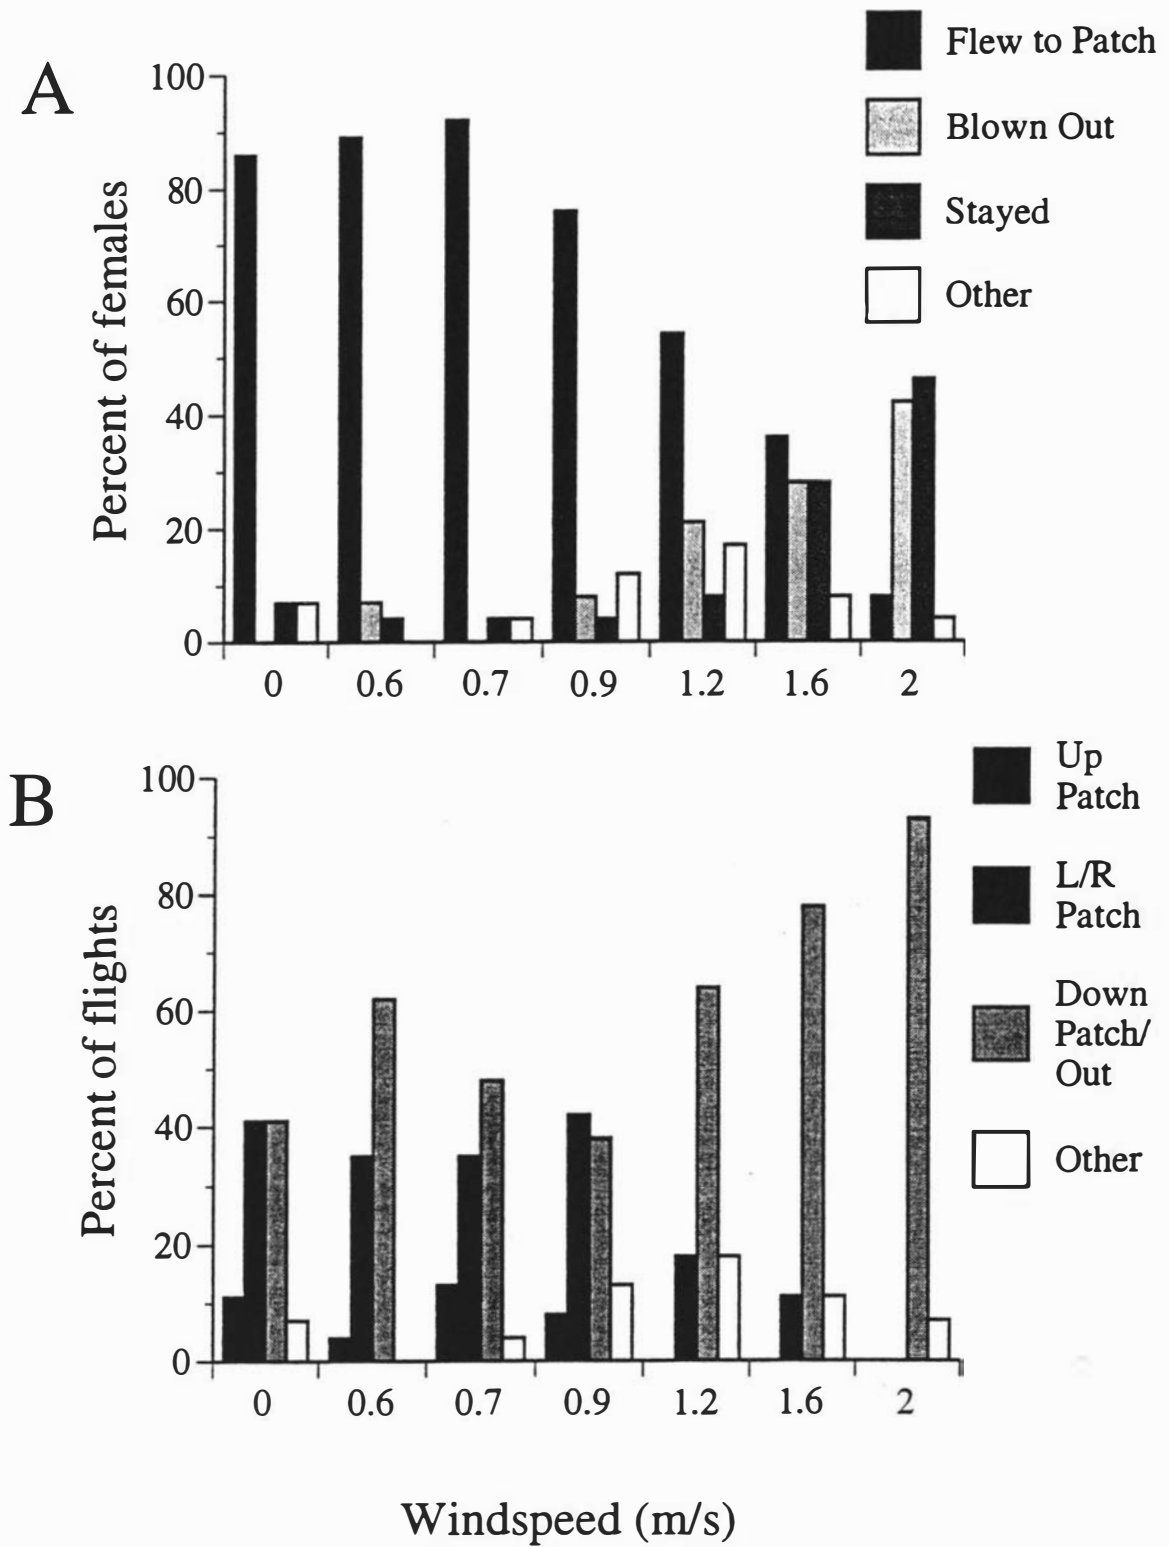 A
Percent of females
100
80
60
40
20
0
0 0.6 0.7 0.9 1.2 1.6 2
Flew to Patch
Blown Out
Stayed
Other
B
Percent of flights
100
80
60
40
20
0
0 0.6 0.7 0.9 1.2 1.6 2
Up
Patch
L/R
Patch
Down
Patch/
Out
Other
Windspeed (m/s)